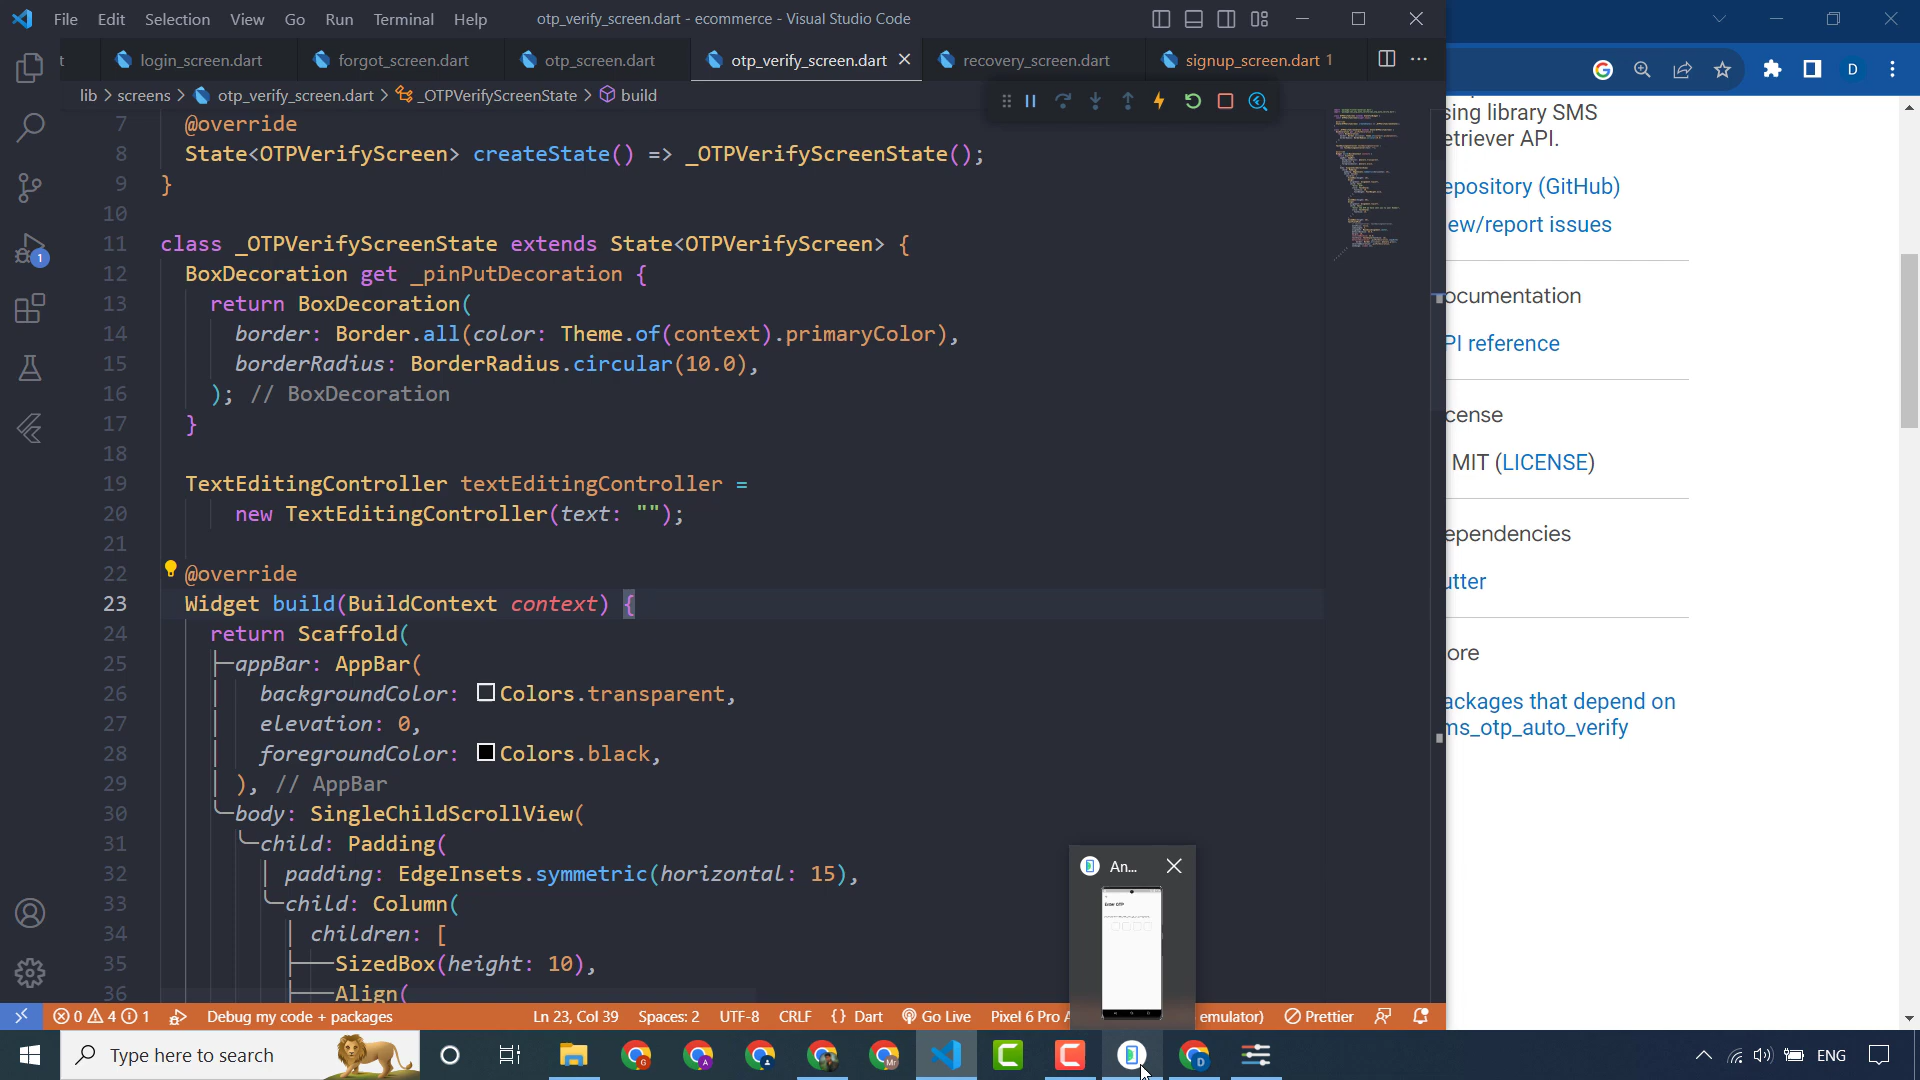 File Edit Selection View Go Run Terminal Help otp_verify_screen.dart - ecommerce - Visual Studio Code
t login_screen.dart forgot_screen.dart otp_screen.dart otp_verify_screen.dart recovery_screen.dart signup_screen.dart 1
lib > screens > otp_verify_screen.dart > _OTPVerifyScreenState > build
7 @override
8 State<OTPVerifyScreen> createState() => _OTPVerifyScreenState();
9 }
10
11 class _OTPVerifyScreenState extends State<OTPVerifyScreen> {
12 BoxDecoration get _pinPutDecoration {
13 return BoxDecoration(
14 border: Border.all(color: Theme.of(context).primaryColor),
15 borderRadius: BorderRadius.circular(10.0),
16 ); // BoxDecoration
17 }
18
19 TextEditingController textEditingController =
20 new TextEditingController(text: "");
21
22 @override
23 Widget build(BuildContext context) {
24 return Scaffold(
25 appBar: AppBar(
26 backgroundColor: Colors.transparent,
27 elevation: 0,
28 foregroundColor: Colors.black,
29 ), // AppBar
30 body: SingleChildScrollView(
31 child: Padding(
32 padding: EdgeInsets.symmetric(horizontal: 15),
33 child: Column(
34 children: [
35 SizedBox(height: 10),
36 Align(
1
An...
Enter OTP
0 4 1 Debug my code + packages Ln 23, Col 39 Spaces: 2 UTF-8 CRLF {} Dart Go Live Pixel 6 Pro A emulator) Prettier
D
sing library SMS
etriever API.
epository (GitHub)
ew/report issues
ocumentation
PI reference
cense
MIT (LICENSE)
ependencies
utter
ore
ackages that depend on
ms_otp_auto_verify
Type here to search
G A Mr D
ENG